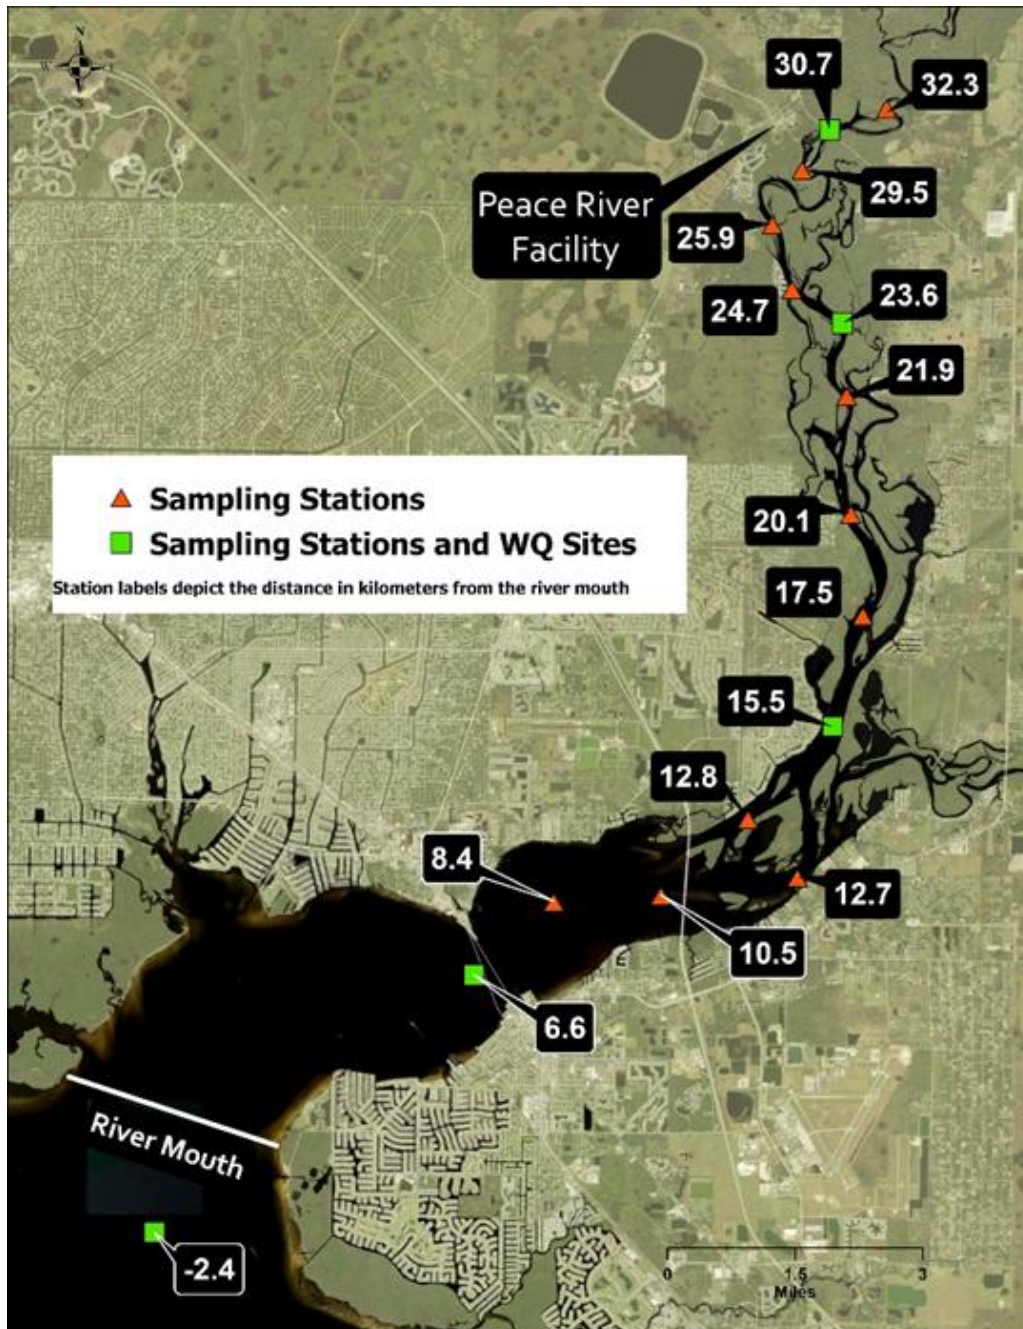 N
30.7
32.3
Peace River
Facility
29.5
25.9
24.7
23.6
21.9
Sampling Stations
Sampling Stations and WQ Sites
Station labels depict the distance in kilometers from the river mouth
20.1
17.5
15.5
12.8
8.4
12.7
10.5
6.6
River Mouth
-2.4
0 1.5 3
Miles